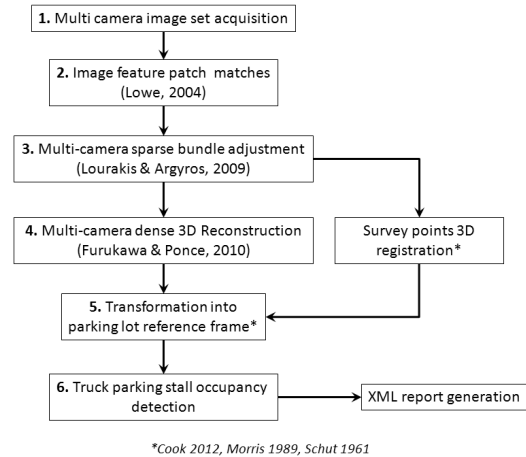 1. Multi camera image set acquisition
2. Image feature patch matches
(Lowe, 2004)
3. Multi-camera sparse bundle adjustment
(Lourakis & Argyros, 2009)
4. Multi-camera dense 3D Reconstruction
(Furukawa & Ponce, 2010)
Survey points 3D
registration*
5. Transformation into
parking lot reference frame*
6. Truck parking stall occupancy
detection
XML report generation
*Cook 2012, Morris 1989, Schut 1961